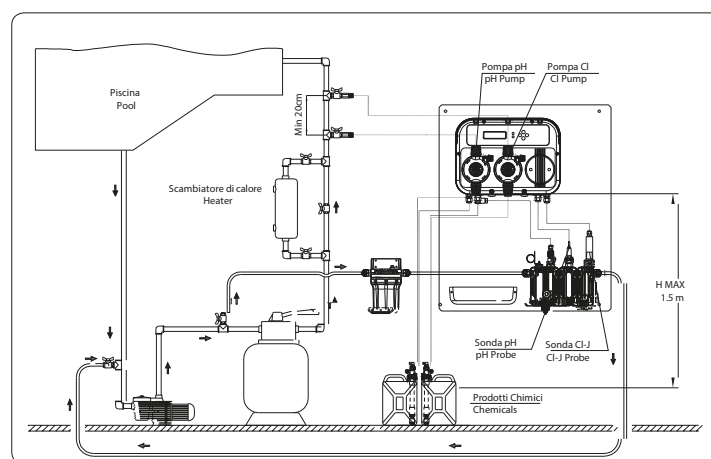 Pompa pH
pH Pump
Pompa Cl
Cl Pump
Piscina
Pool
Min 20cm
Scambiatore di calore
Heater
H MAX
1.5 m
Sonda pH
pH Probe
Sonda Cl-J
Cl-J Probe
Prodotti Chimici
Chemicals